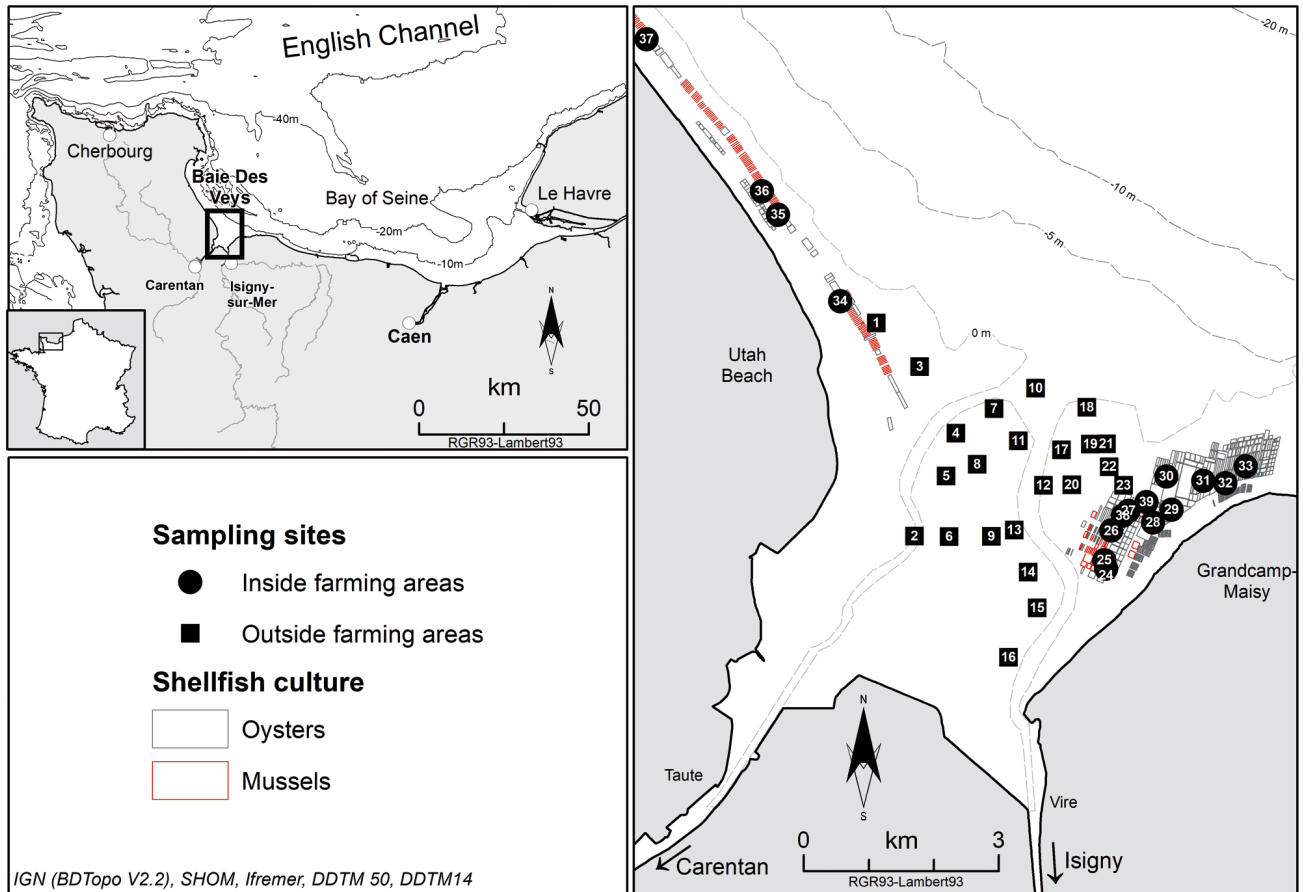 English Channel
-40m
Cherbourg
Baie Des
Veys
Bay of Seine
Le Havre
-20m
-10m
Carentan
Isigny-
sur-Mer
Caen
N
S
km
0 50
RGR93-Lambert93
Sampling sites
Inside farming areas
Outside farming areas
Shellfish culture
Oysters
Mussels
IGN (BDTopo V2.2), SHOM, Ifremer, DDTM 50, DDTM14
-20 m
37
-10 m
36
35
-5 m
34
1
0 m
Utah
Beach
3
10
7
18
4
11
19
21
17
8
22
33
5
30
31
32
12
20
23
39
27
29
38
28
26
2
6
9
13
25
24
14
Grandcamp-
Maisy
15
16
N
S
Taute
Vire
km
0 3
RGR93-Lambert93
Carentan
Isigny